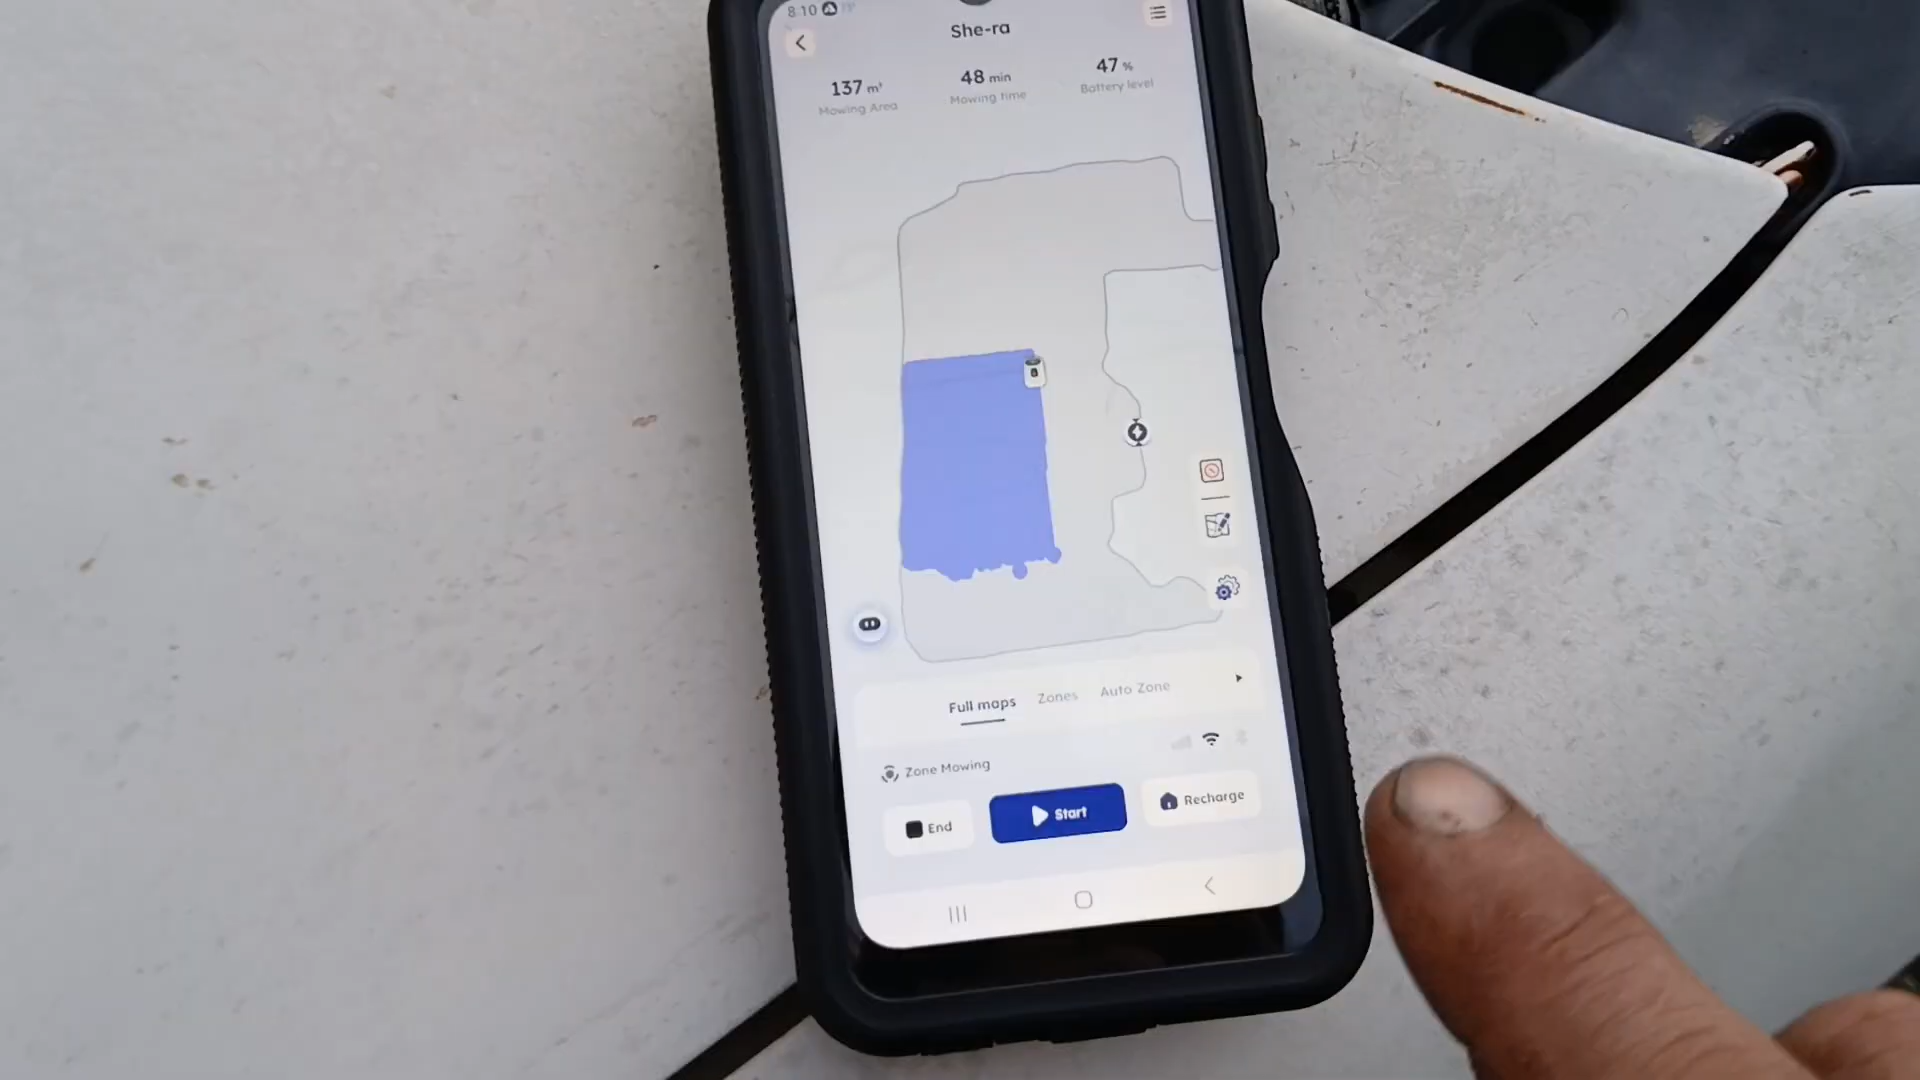 8:10
She-ra
137 m²
Mowing Area
48 min
Mowing time
47 %
Battery level
Full maps
Zones
Auto Zone
Zone Mowing
End
Start
Recharge